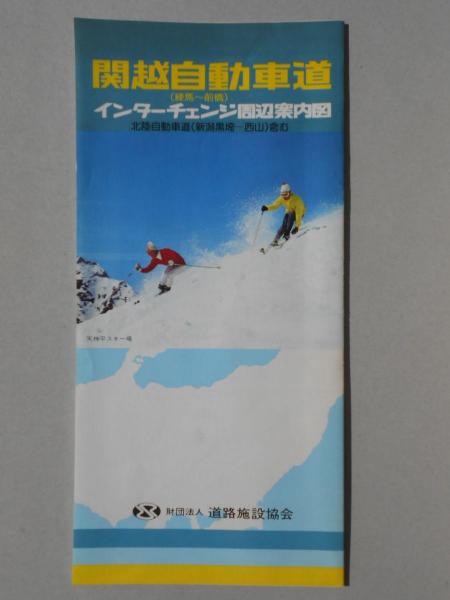 関越自動車道
(練馬〜前橋)
インターチェンジ周辺案内図
北陸自動車道(新潟黒埼〜西山)含む
天神平スキー場
財団法人 道路施設協会